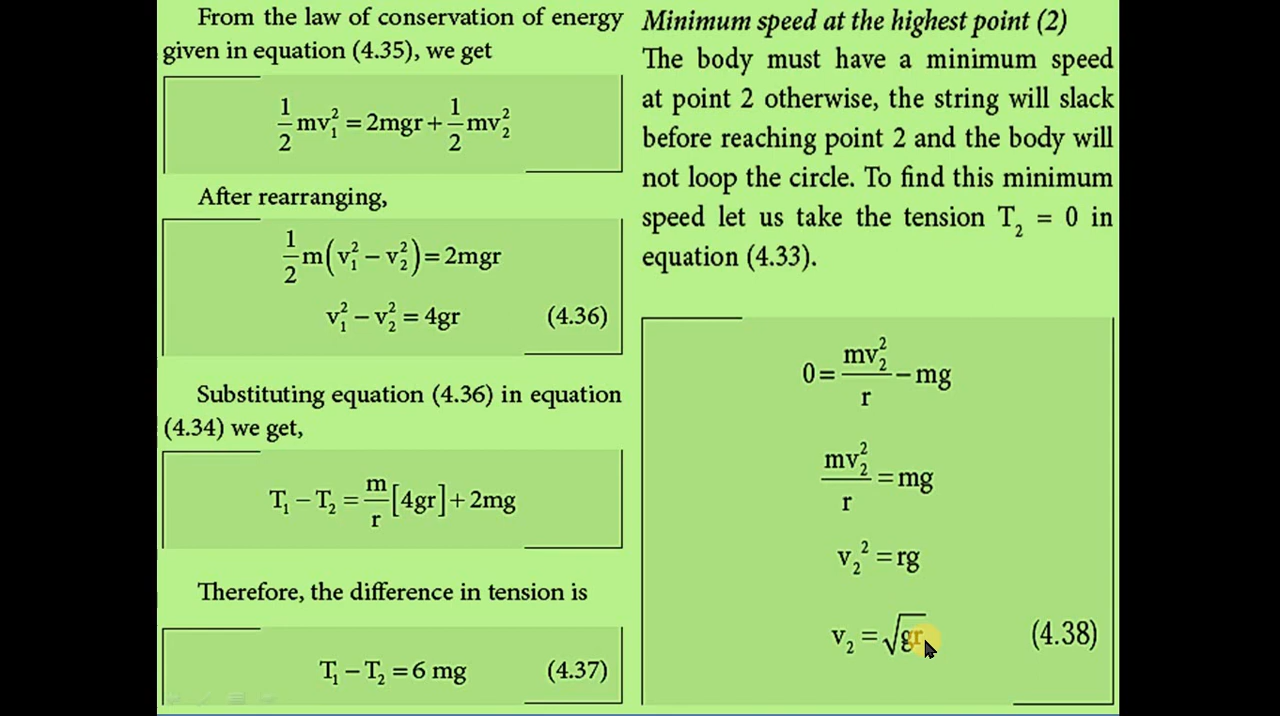 From the law of conservation of energy
given in equation (4.35), we get
1/2 mv₁² = 2mgr + 1/2 mv₂²
After rearranging,
1/2 m(v₁² – v₂²) = 2mgr
v₁² – v₂² = 4gr (4.36)
Substituting equation (4.36) in equation
(4.34) we get,
T₁ – T₂ = m/r [4gr] + 2mg
Therefore, the difference in tension is
T₁ – T₂ = 6 mg (4.37)
Minimum speed at the highest point (2)
The body must have a minimum speed
at point 2 otherwise, the string will slack
before reaching point 2 and the body will
not loop the circle. To find this minimum
speed let us take the tension T₂ = 0 in
equation (4.33).
0 = mv₂²/r – mg
mv₂²/r = mg
v₂² = rg
v₂ = √gr (4.38)